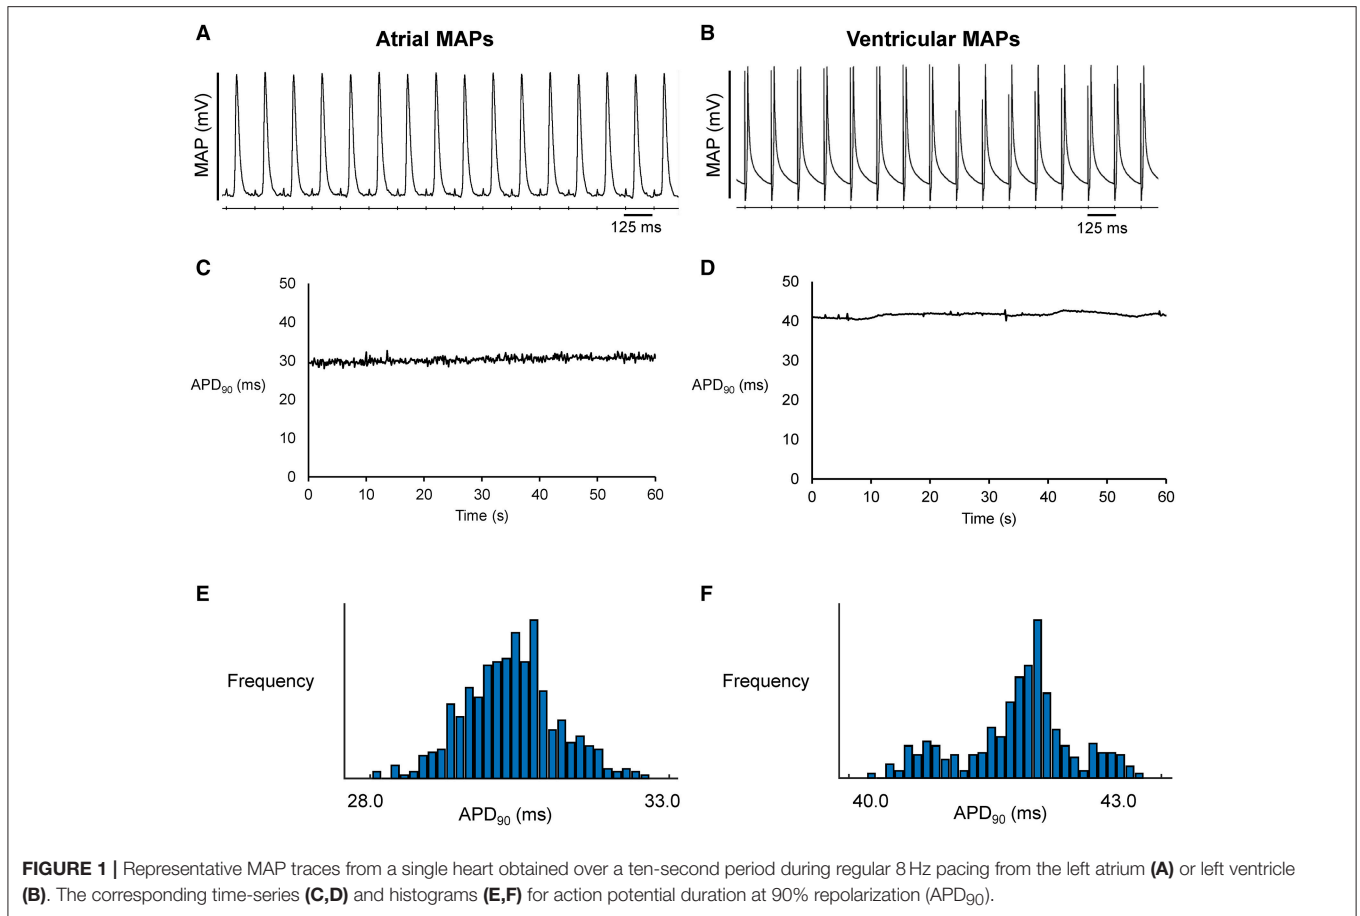 A
Atrial MAPs
MAP (mV)
125 ms
B
Ventricular MAPs
MAP (mV)
125 ms
C
50
40
30
20
10
0
APD90 (ms)
0 10 20 30 40 50 60
Time (s)
D
50
40
30
20
10
0
APD90 (ms)
0 10 20 30 40 50 60
Time (s)
E
Frequency
28.0 33.0
APD90 (ms)
F
Frequency
40.0 43.0
APD90 (ms)
FIGURE 1 | Representative MAP traces from a single heart obtained over a ten-second period during regular 8 Hz pacing from the left atrium (A) or left ventricle
(B). The corresponding time-series (C,D) and histograms (E,F) for action potential duration at 90% repolarization (APD90).